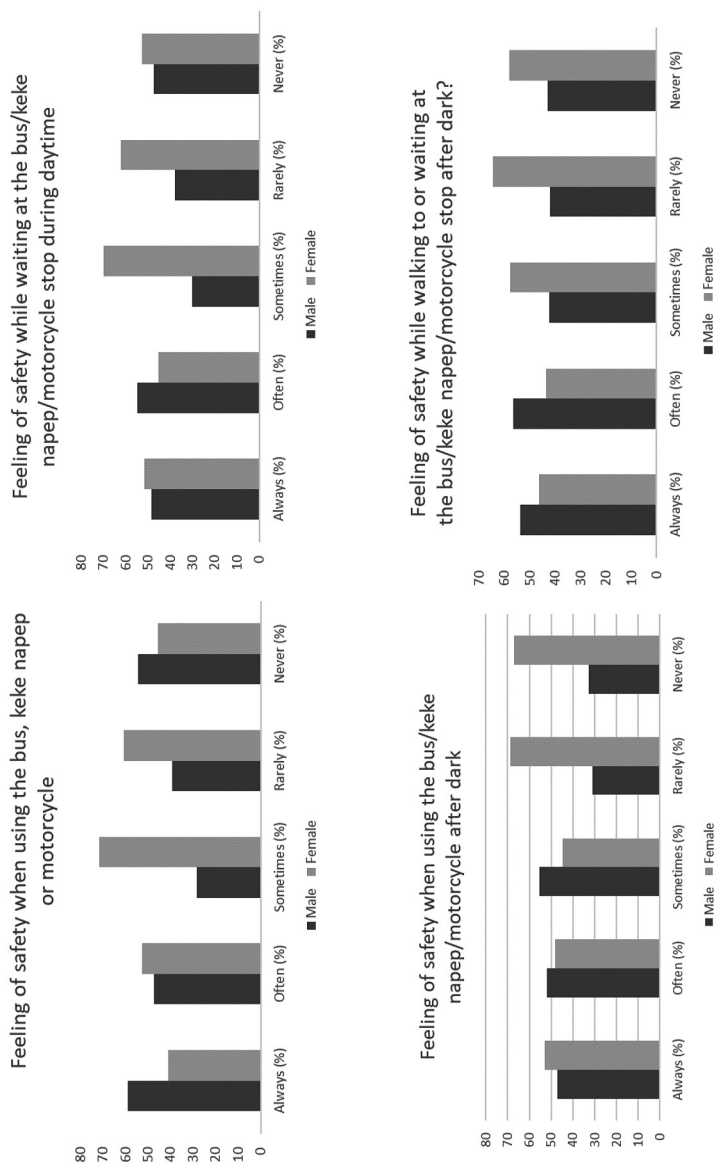 Feeling of safety when using the bus, keke napep
or motorcycle
80
70
60
50
40
30
20
10
0
Always (%)
Often (%)
Sometimes (%)
Rarely (%)
Never (%)
Male
Female
Feeling of safety while waiting at the bus/keke
napep/motorcycle stop during daytime
80
70
60
50
40
30
20
10
0
Always (%)
Often (%)
Sometimes (%)
Rarely (%)
Never (%)
Male
Female
Feeling of safety when using the bus/keke
napep/motorcycle after dark
80
70
60
50
40
30
20
10
0
Always (%)
Often (%)
Sometimes (%)
Rarely (%)
Never (%)
Male
Female
Feeling of safety while walking to or waiting at
the bus/keke napep/motorcycle stop after dark?
70
60
50
40
30
20
10
0
Always (%)
Often (%)
Sometimes (%)
Rarely (%)
Never (%)
Male
Female